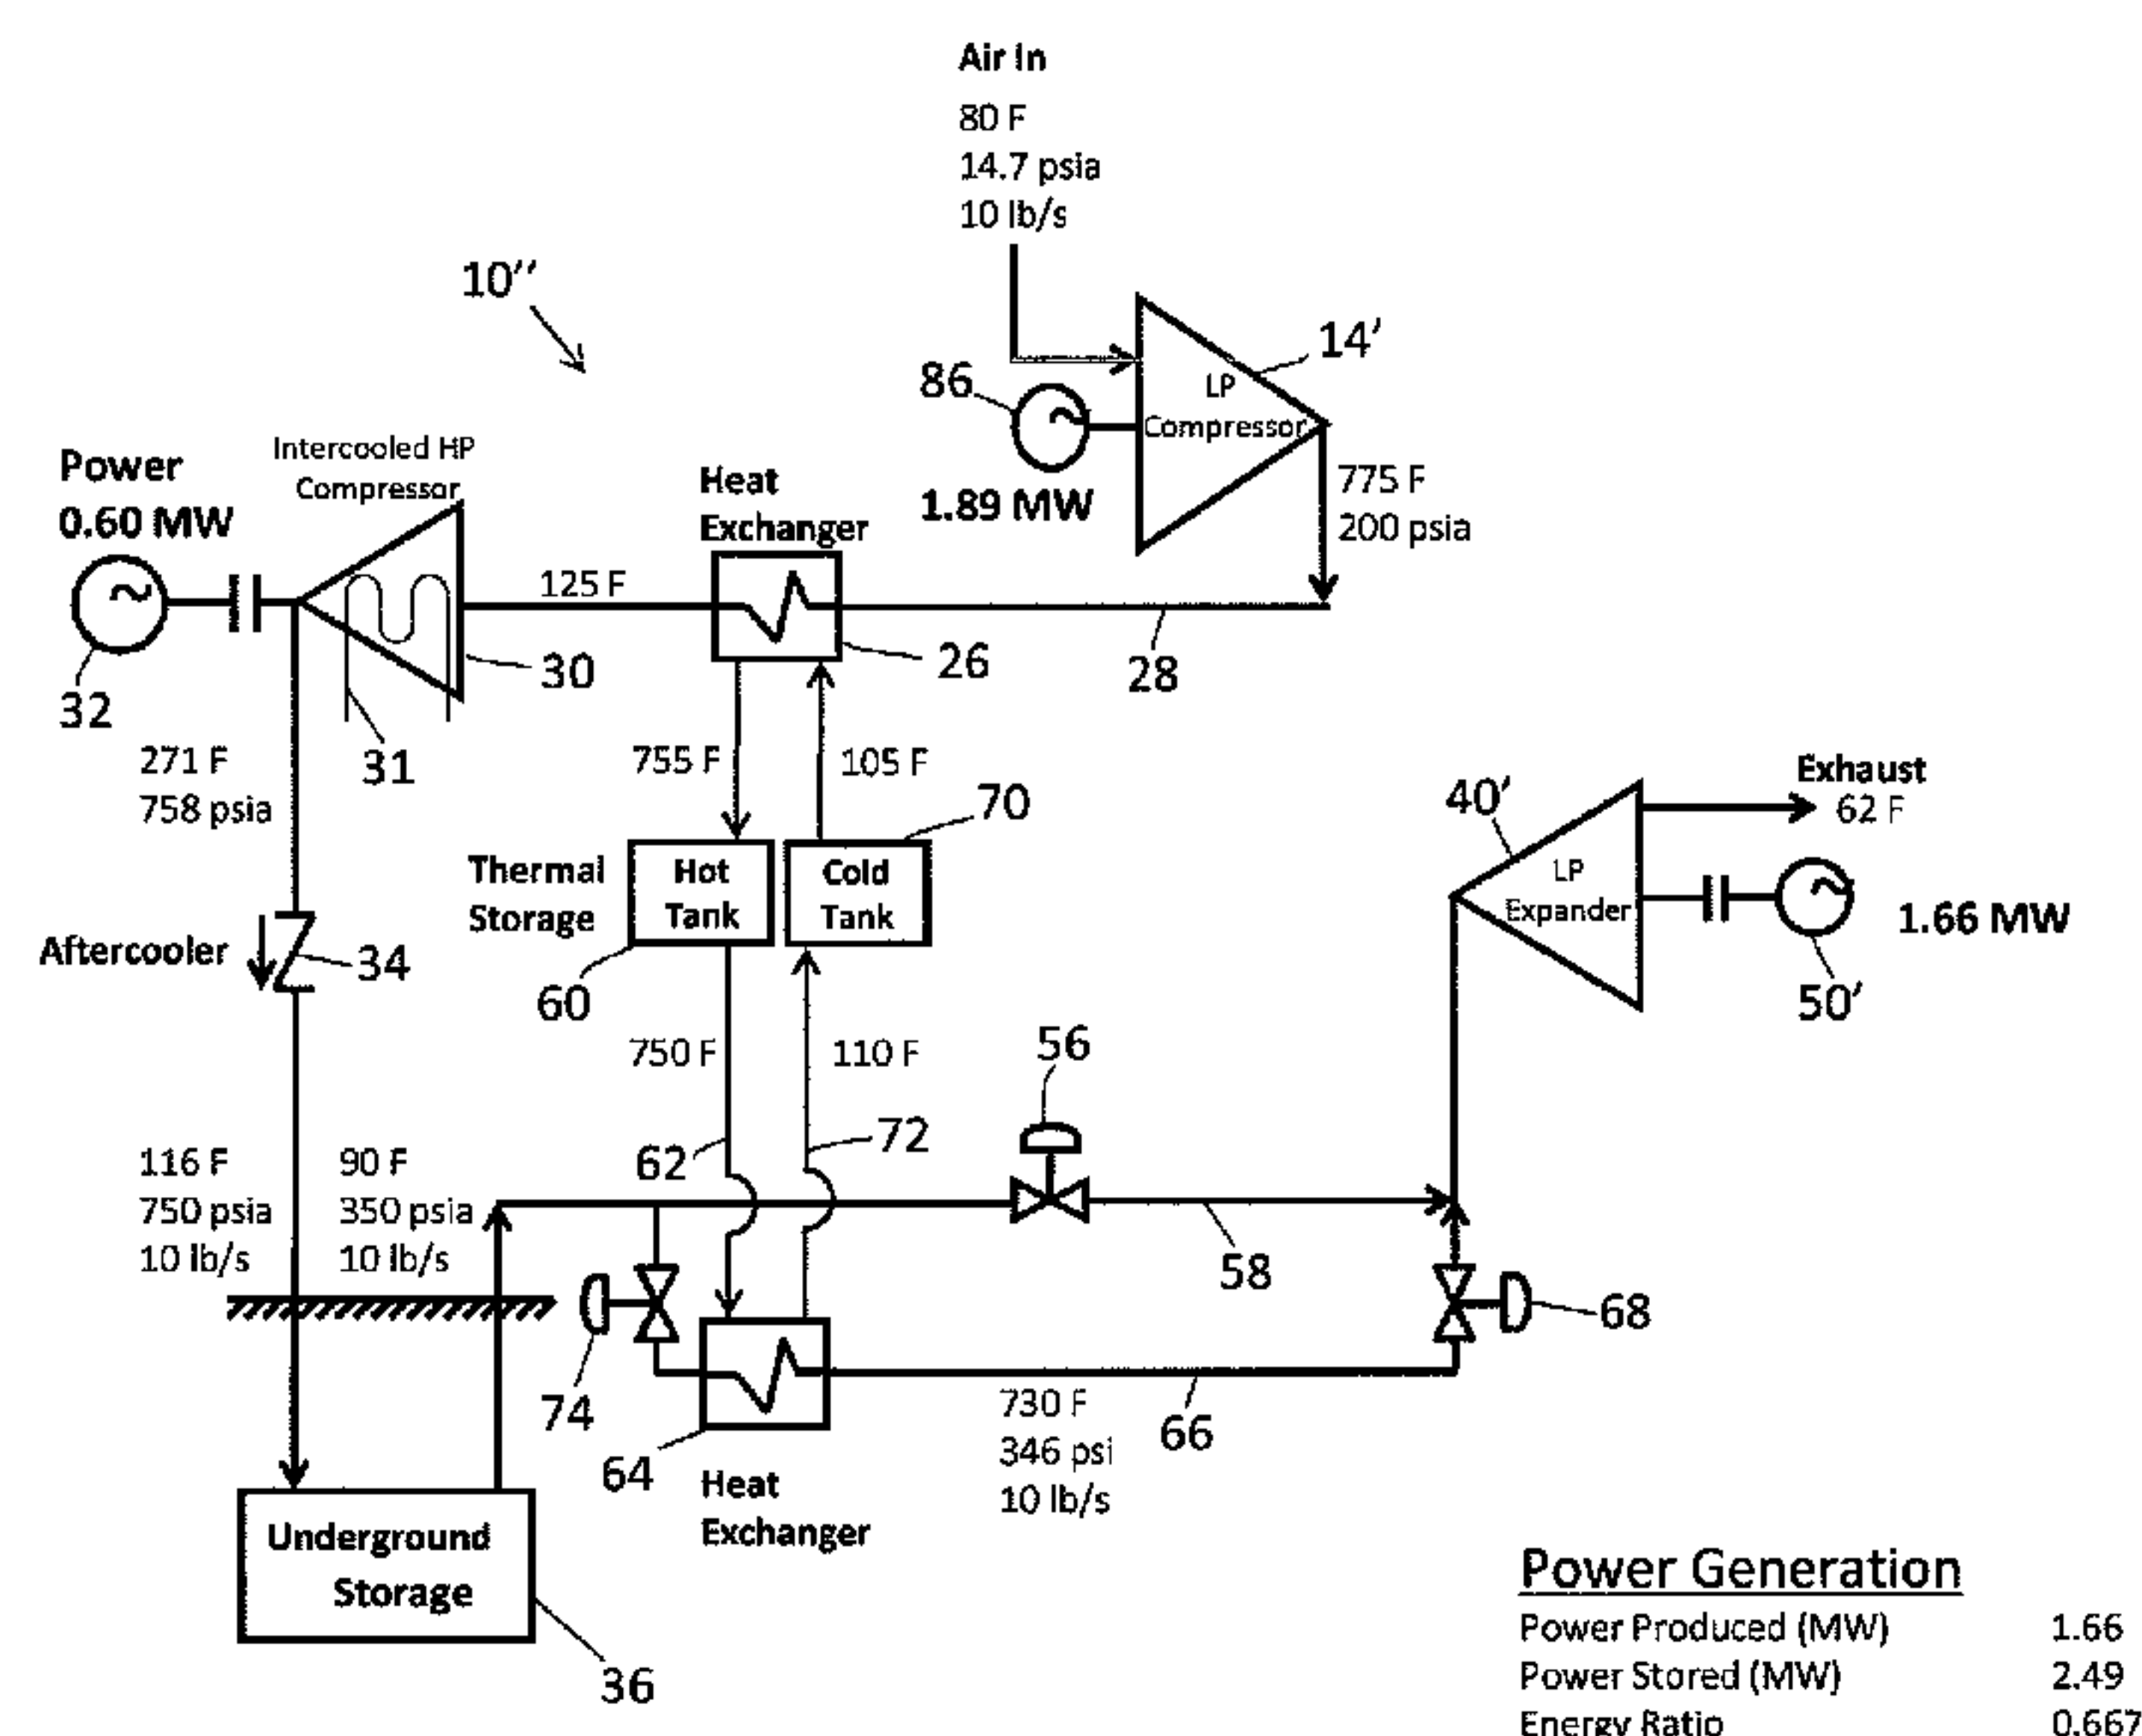 Air In
80 F
14.7 psia
10 lb/s
10''
14'
LP
Compressor
86
1.89 MW
775 F
200 psia
Power
0.60 MW
Intercooled HP
Compressor
Heat
Exchanger
125 F
26
28
30
32
31
271 F
758 psia
755 F
105 F
70
Thermal
Storage
Hot
Tank
Cold
Tank
60
Aftercooler
34
40'
LP
Expander
Exhaust
62 F
1.66 MW
50'
750 F
110 F
56
62
72
116 F
750 psia
10 lb/s
90 F
350 psia
10 lb/s
58
68
74
64
Heat
Exchanger
730 F
346 psi
10 lb/s
66
Underground
Storage
36
Power Generation
Power Produced (MW) 1.66
Power Stored (MW) 2.49
Energy Ratio 0.667